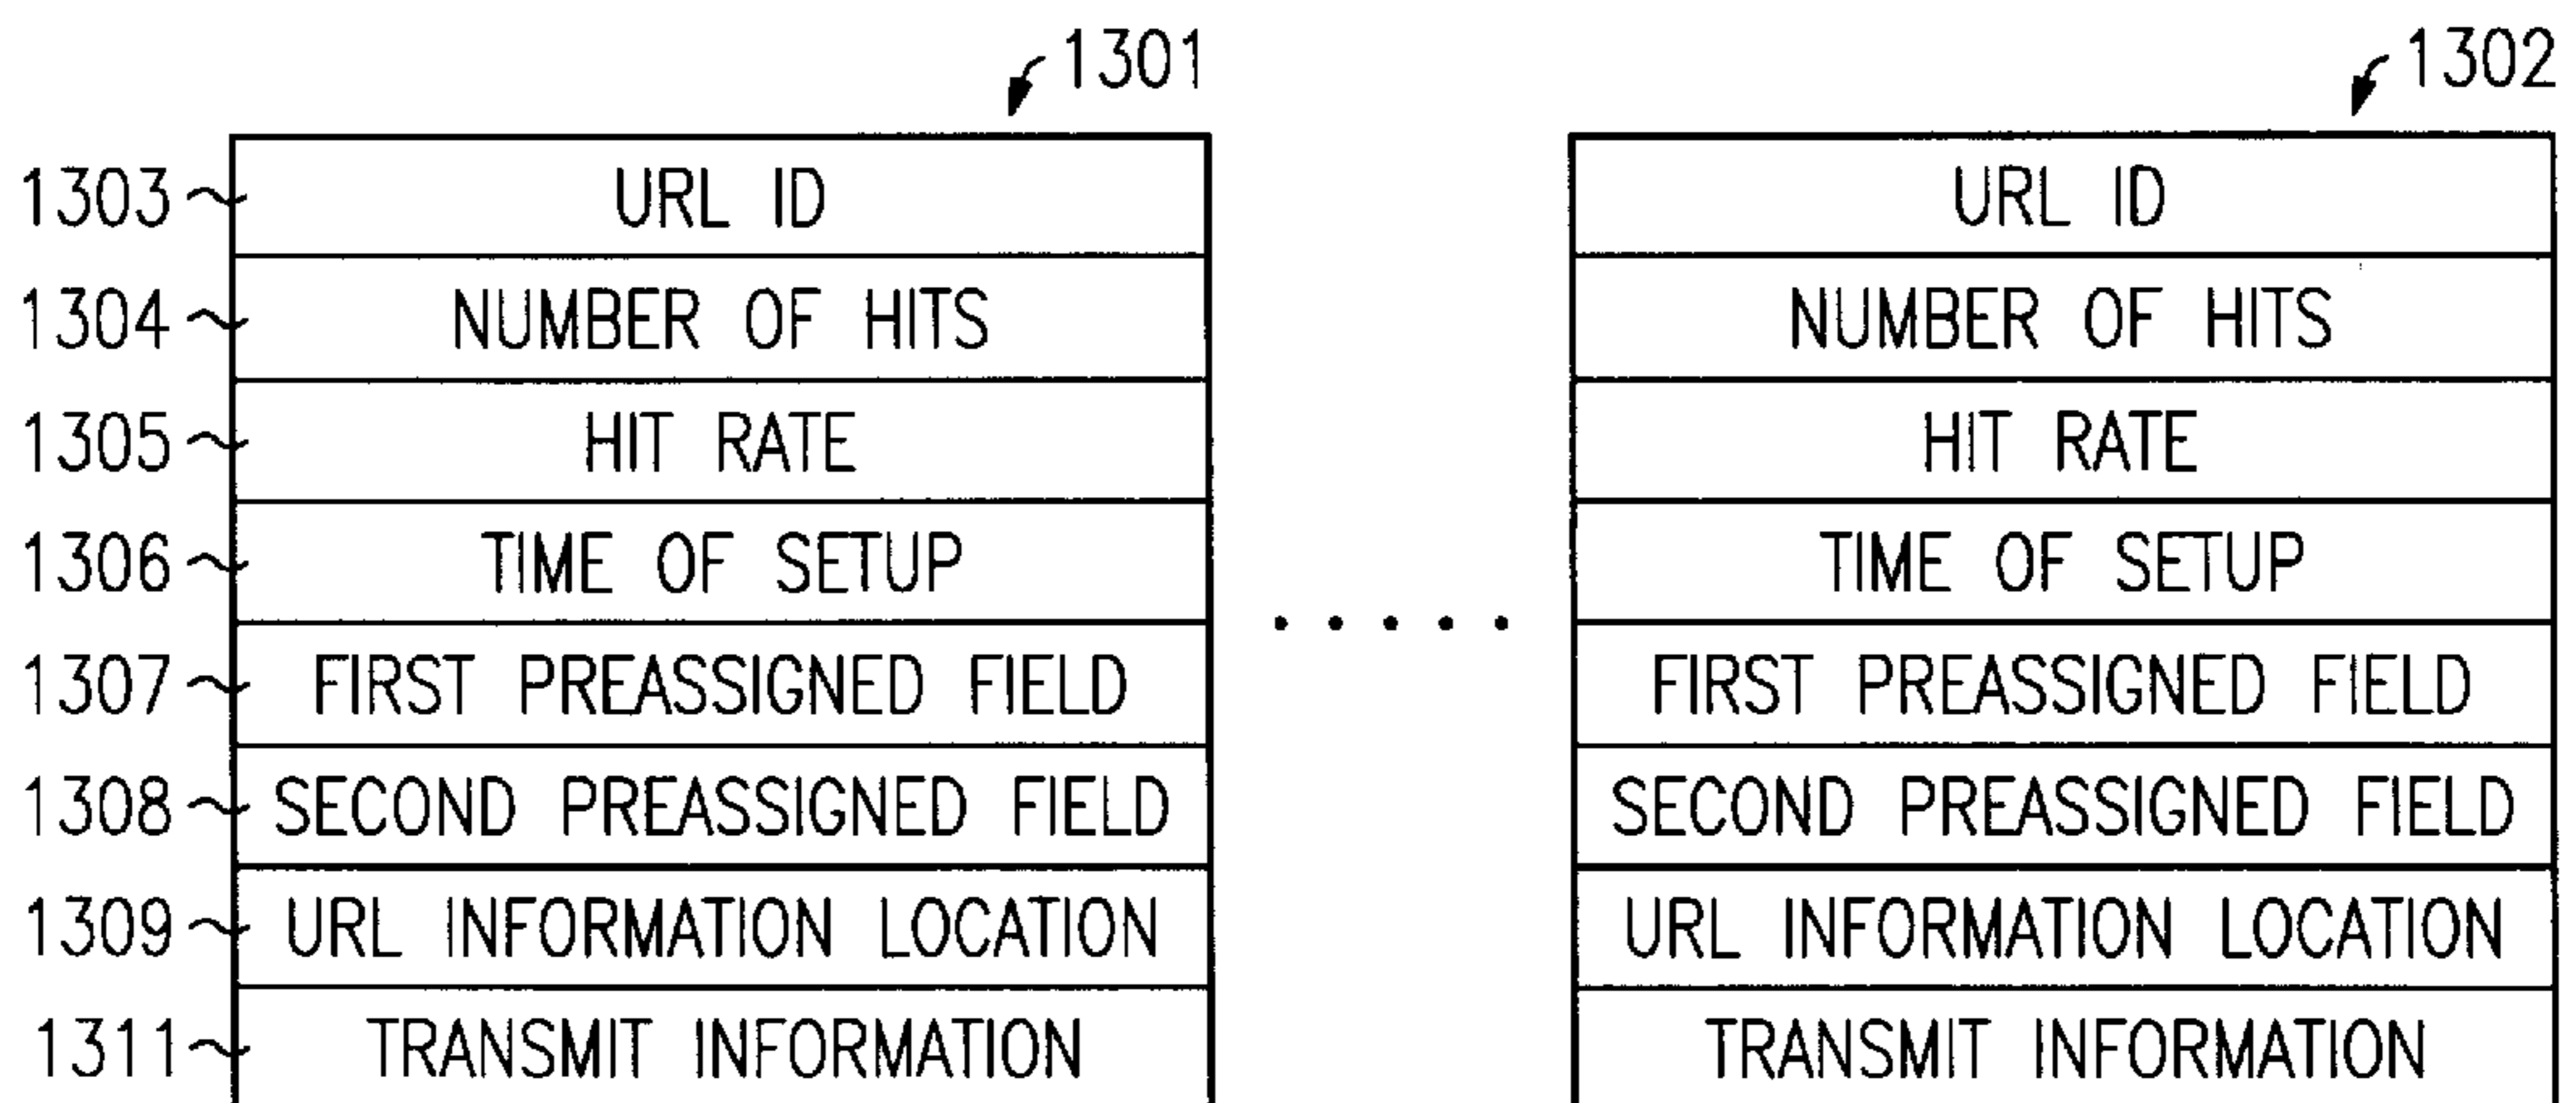 1301
1302
1303 URL ID URL ID
1304 NUMBER OF HITS NUMBER OF HITS
1305 HIT RATE HIT RATE
1306 TIME OF SETUP TIME OF SETUP
1307 FIRST PREASSIGNED FIELD FIRST PREASSIGNED FIELD
1308 SECOND PREASSIGNED FIELD SECOND PREASSIGNED FIELD
1309 URL INFORMATION LOCATION URL INFORMATION LOCATION
1311 TRANSMIT INFORMATION TRANSMIT INFORMATION